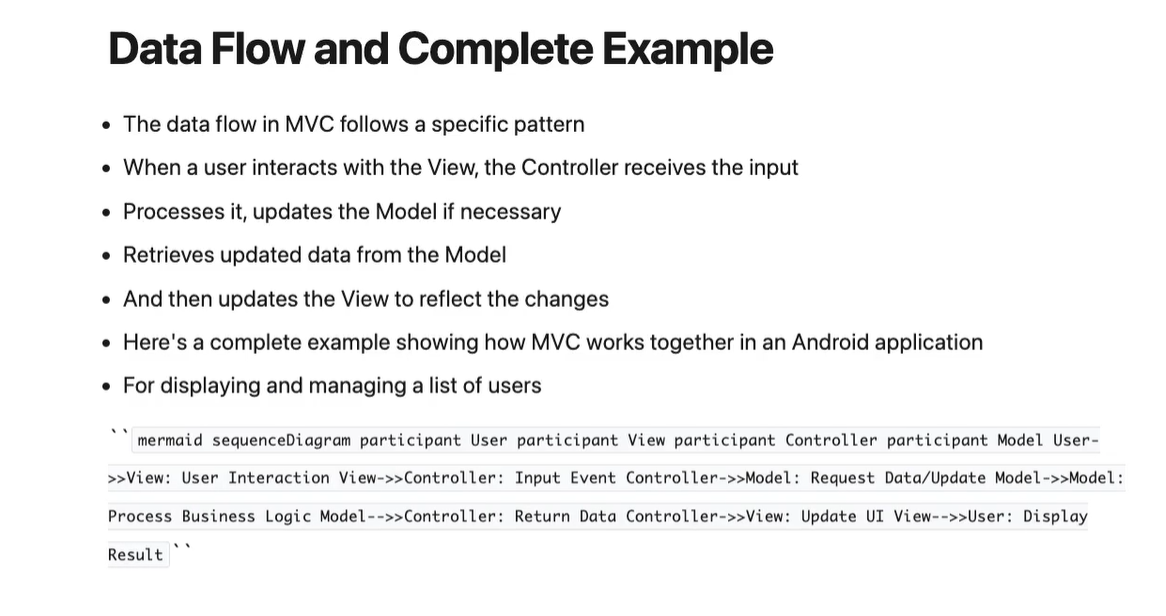 Data Flow and Complete Example
• The data flow in MVC follows a specific pattern
• When a user interacts with the View, the Controller receives the input
• Processes it, updates the Model if necessary
• Retrieves updated data from the Model
• And then updates the View to reflect the changes
• Here's a complete example showing how MVC works together in an Android application
• For displaying and managing a list of users
``mermaid sequenceDiagram participant User participant View participant Controller participant Model User-
>>View: User Interaction View->>Controller: Input Event Controller->>Model: Request Data/Update Model->>Model:
Process Business Logic Model-->>Controller: Return Data Controller->>View: Update UI View-->>User: Display
Result``